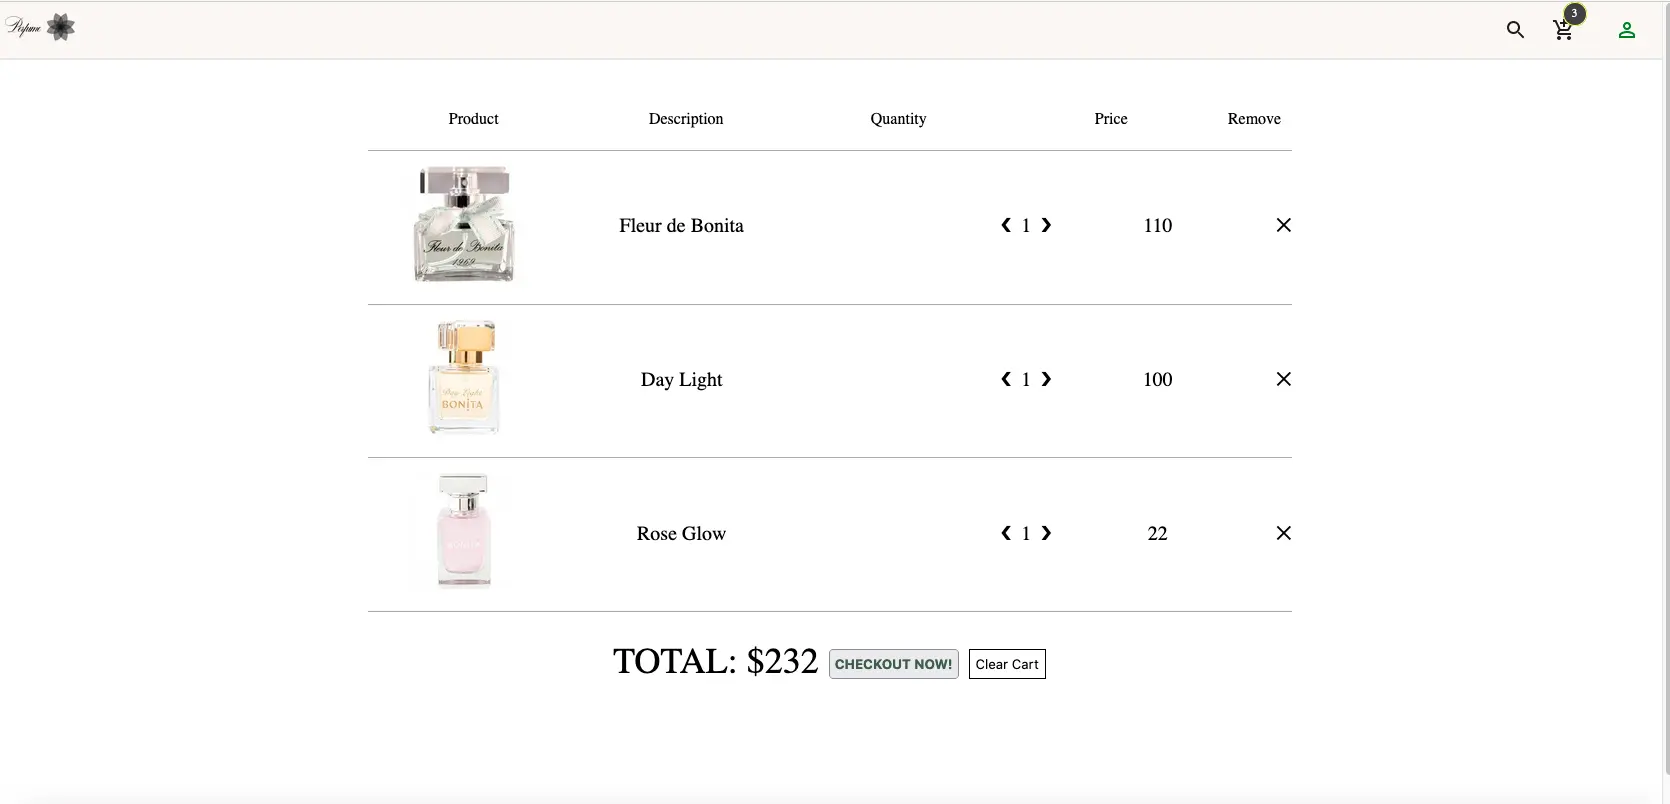 Perfume
3
Product Description Quantity Price Remove
Fleur de Bonita
1969
Fleur de Bonita ❮ 1 ❯ 110
Day Light
BONITA
Day Light ❮ 1 ❯ 100
Rose Glow ❮ 1 ❯ 22
TOTAL: $232 CHECKOUT NOW! Clear Cart